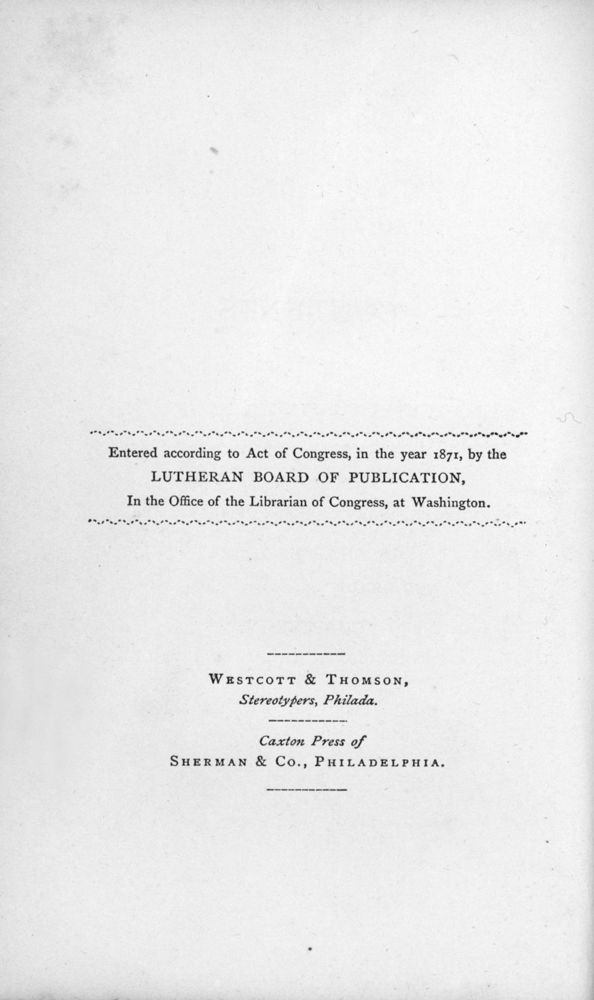 Entered according to Act of Congress, in the year 1871, by the
LUTHERAN BOARD OF PUBLICATION,
In the Office of the Librarian of Congress, at Washington.
WESTCOTT & THOMSON,
Stereotypers, Philada.
Caxton Press of
SHERMAN & CO., PHILADELPHIA.